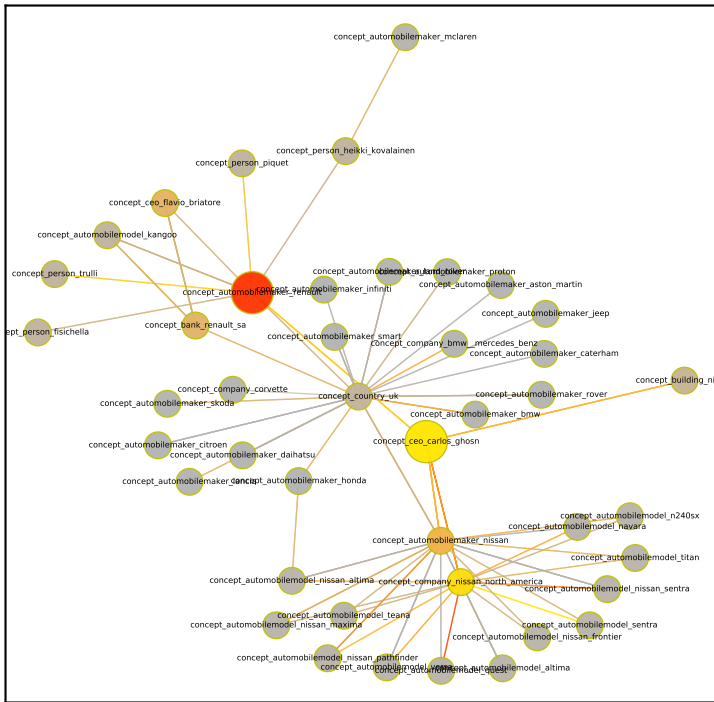 concept_automobilemaker_mclaren
concept_person_heikki_kovalainen
concept_person_piquet
concept_ceo_flavio_briatore
concept_automobilemodel_kangoo
concept_person_trulli
concept_automobilemaker_proton
concept_automobilemaker_infiniti
concept_automobilemaker_aston_martin
concept_automobilemaker_renault
concept_automobilemaker_jeep
concept_bank_renault_sa
ept_person_fisichella
concept_automobilemaker_smart
concept_company_bmw__mercedes_benz
concept_automobilemaker_caterham
concept_building_ni
concept_company_corvette
concept_country_uk
concept_automobilemaker_rover
concept_automobilemaker_skoda
concept_automobilemaker_bmw
concept_ceo_carlos_ghosn
concept_automobilemaker_citroen
concept_automobilemaker_daihatsu
concept_automobilemaker_honda
concept_automobilemodel_n240sx
concept_automobilemodel_navara
concept_automobilemaker_nissan
concept_automobilemodel_titan
concept_automobilemodel_nissan_altima
concept_company_nissan_north_america
concept_automobilemodel_nissan_sentra
concept_automobilemodel_teana
concept_automobilemodel_nissan_maxima
concept_automobilemodel_sentra
concept_automobilemodel_nissan_frontier
concept_automobilemodel_nissan_pathfinder
concept_automobilemodel_quest
concept_automobilemodel_altima